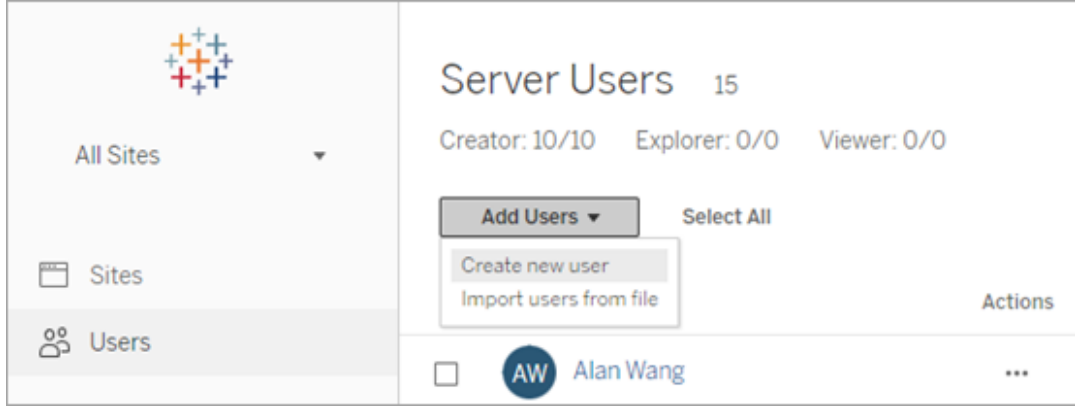 All Sites
Sites
Users
Server Users 15
Creator: 10/10 Explorer: 0/0 Viewer: 0/0
Add Users Select All
Create new user
Import users from file
Actions
AW Alan Wang